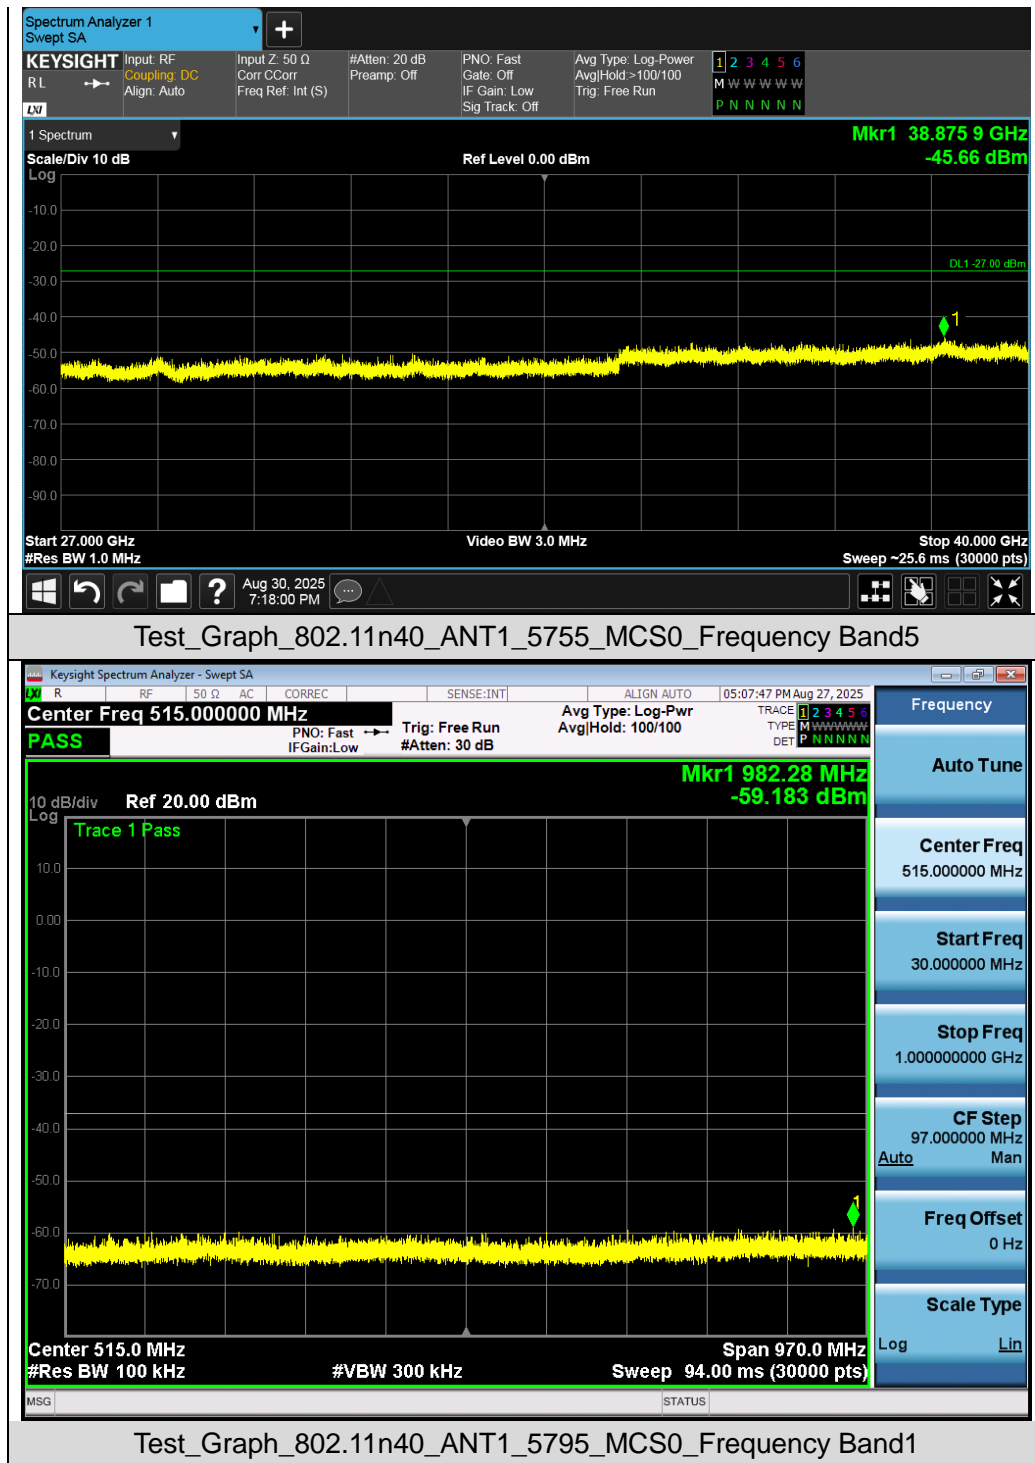 Spectrum Analyzer 1
Swept SA
+
KEYSIGHT Input: RF Input Z: 50 Ω #Atten: 20 dB PNO: Fast Avg Type: Log-Power 1 2 3 4 5 6
RL Coupling: DC Corr CCorr Preamp: Off Gate: Off Avg|Hold:>100/100 M W W W W W
Align: Auto Freq Ref: Int (S) IF Gain: Low Trig: Free Run
LXI Sig Track: Off P N N N N N
1 Spectrum
Mkr1 38.875 9 GHz
Scale/Div 10 dB Ref Level 0.00 dBm -45.66 dBm
Log
-10.0
-20.0
DL1 -27.00 dBm
-30.0
-40.0
1
-50.0
-60.0
-70.0
-80.0
-90.0
Start 27.000 GHz Video BW 3.0 MHz Stop 40.000 GHz
#Res BW 1.0 MHz Sweep ~25.6 ms (30000 pts)
? Aug 30, 2025
7:18:00 PM
Test_Graph_802.11n40_ANT1_5755_MCS0_Frequency Band5
Keysight Spectrum Analyzer - Swept SA
LXI R RF 50 Ω AC CORREC SENSE:INT ALIGN AUTO 05:07:47 PM Aug 27, 2025
Center Freq 515.000000 MHz Avg Type: Log-Pwr TRACE 1 2 3 4 5 6
PASS PNO: Fast Trig: Free Run Avg|Hold: 100/100 TYPE M W W W W W
IFGain:Low #Atten: 30 dB DET P N N N N N
Frequency
Auto Tune
Mkr1 982.28 MHz
10 dB/div Ref 20.00 dBm -59.183 dBm
Log
Trace 1 Pass
10.0
0.00
-10.0
-20.0
-30.0
-40.0
-50.0
1
-60.0
-70.0
Center Freq
515.000000 MHz
Start Freq
30.000000 MHz
Stop Freq
1.000000000 GHz
CF Step
97.000000 MHz
Auto Man
Freq Offset
0 Hz
Scale Type
Log Lin
Center 515.0 MHz Span 970.0 MHz
#Res BW 100 kHz #VBW 300 kHz Sweep 94.00 ms (30000 pts)
MSG STATUS
Test_Graph_802.11n40_ANT1_5795_MCS0_Frequency Band1